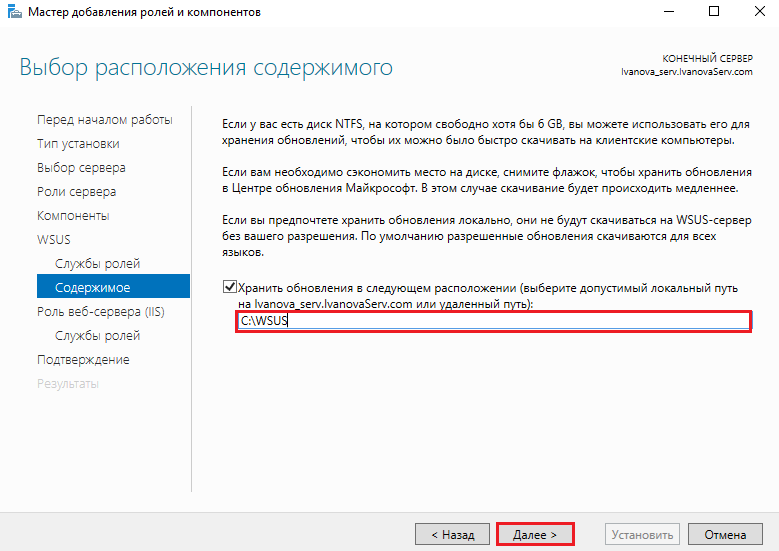 Мастер добавления ролей и компонентов
Выбор расположения содержимого
КОНЕЧНЫЙ СЕРВЕР
Ivanova_serv.IvanovaServ.com
Перед началом работы
Тип установки
Выбор сервера
Роли сервера
Компоненты
WSUS
Службы ролей
Содержимое
Роль веб-сервера (IIS)
Службы ролей
Подтверждение
Результаты
Если у вас есть диск NTFS, на котором свободно хотя бы 6 GB, вы можете использовать его для
хранения обновлений, чтобы их можно было быстро скачивать на клиентские компьютеры.
Если вам необходимо сэкономить место на диске, снимите флажок, чтобы хранить обновления
в Центре обновления Майкрософт. В этом случае скачивание будет происходить медленнее.
Если вы предпочтете хранить обновления локально, они не будут скачиваться на WSUS-сервер
без вашего разрешения. По умолчанию разрешенные обновления скачиваются для всех
языков.
Хранить обновления в следующем расположении (выберите допустимый локальный путь
на Ivanova_serv.IvanovaServ.com или удаленный путь):
C:\WSUS
< Назад
Далее >
Установить
Отмена